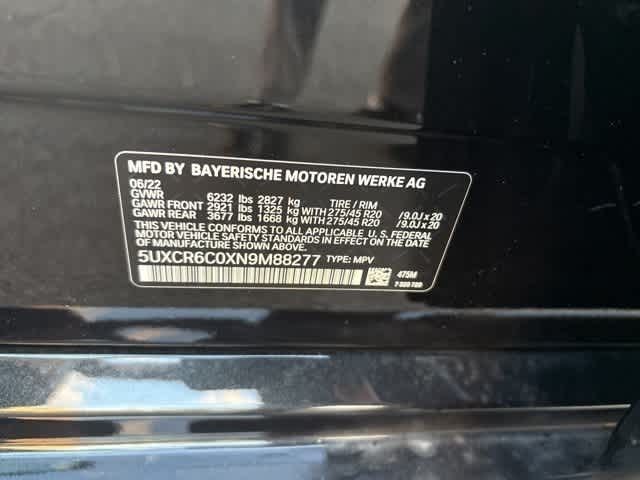 MFD BY BAYERISCHE MOTOREN WERKE AG
06/22
GVWR 6232 lbs 2827 kg TIRE / RIM
GAWR FRONT 2921 lbs 1325 kg WITH 275/45 R20 / 9.0J x 20
GAWR REAR 3677 lbs 1668 kg WITH 275/45 R20 / 9.0J x 20
THIS VEHICLE CONFORMS TO ALL APPLICABLE U.S. FEDERAL
MOTOR VEHICLE SAFETY STANDARDS IN EFFECT ON THE DATE
OF MANUFACTURE SHOWN ABOVE.
5UXCR6C0XN9M88277 TYPE: MPV
475M